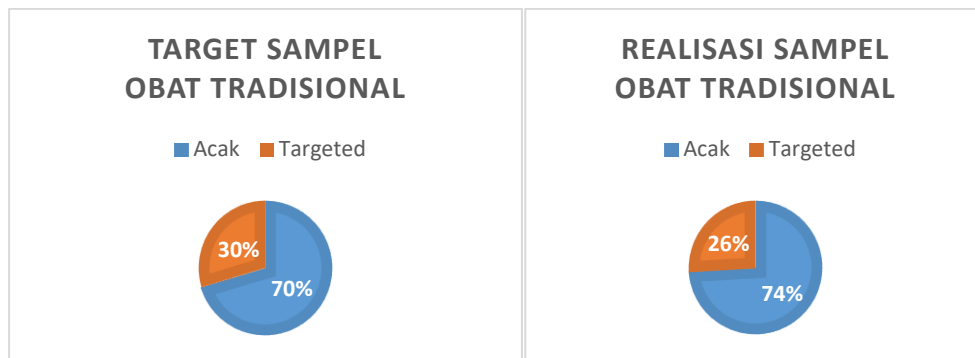 TARGET SAMPEL
OBAT TRADISIONAL
Acak Targeted
30%
70%
REALISASI SAMPEL
OBAT TRADISIONAL
Acak Targeted
26%
74%